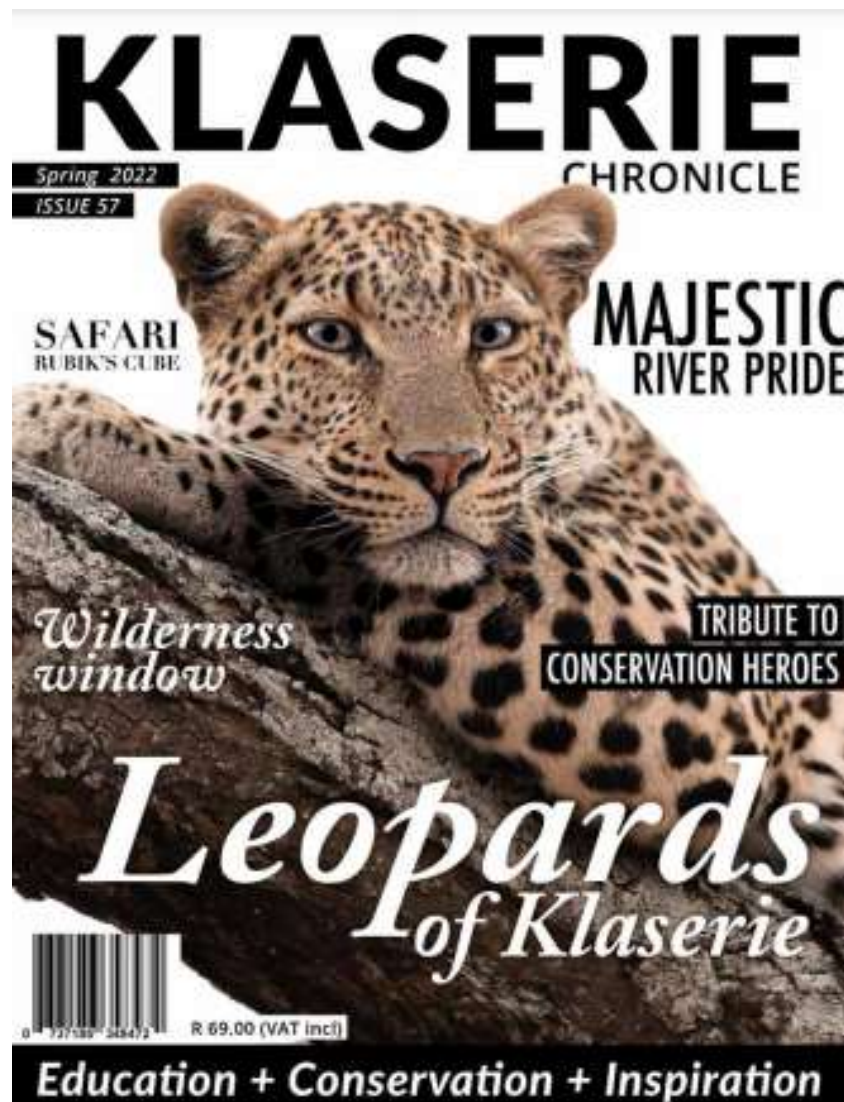 KLASERIE
CHRONICLE
Spring 2022
ISSUE 57
SAFARI
RUBIK'S CUBE
MAJESTIC
RIVER PRIDE
Wilderness
window
TRIBUTE TO
CONSERVATION HEROES
Leopards
of Klaserie
R 69.00 (VAT incl)
Education + Conservation + Inspiration